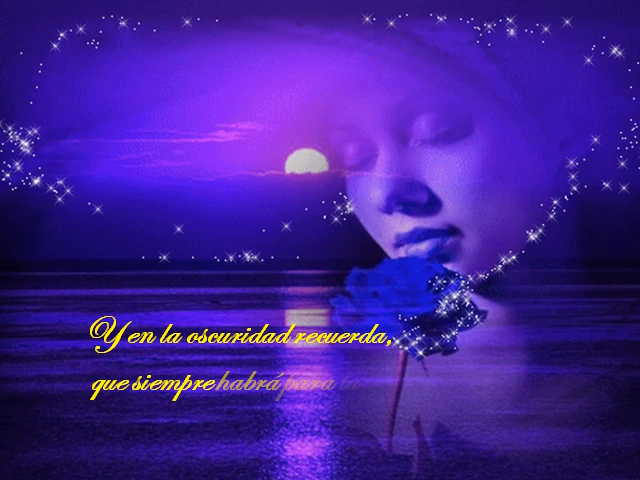 Y en la oscuridad recuerda,
que siempre habrá para